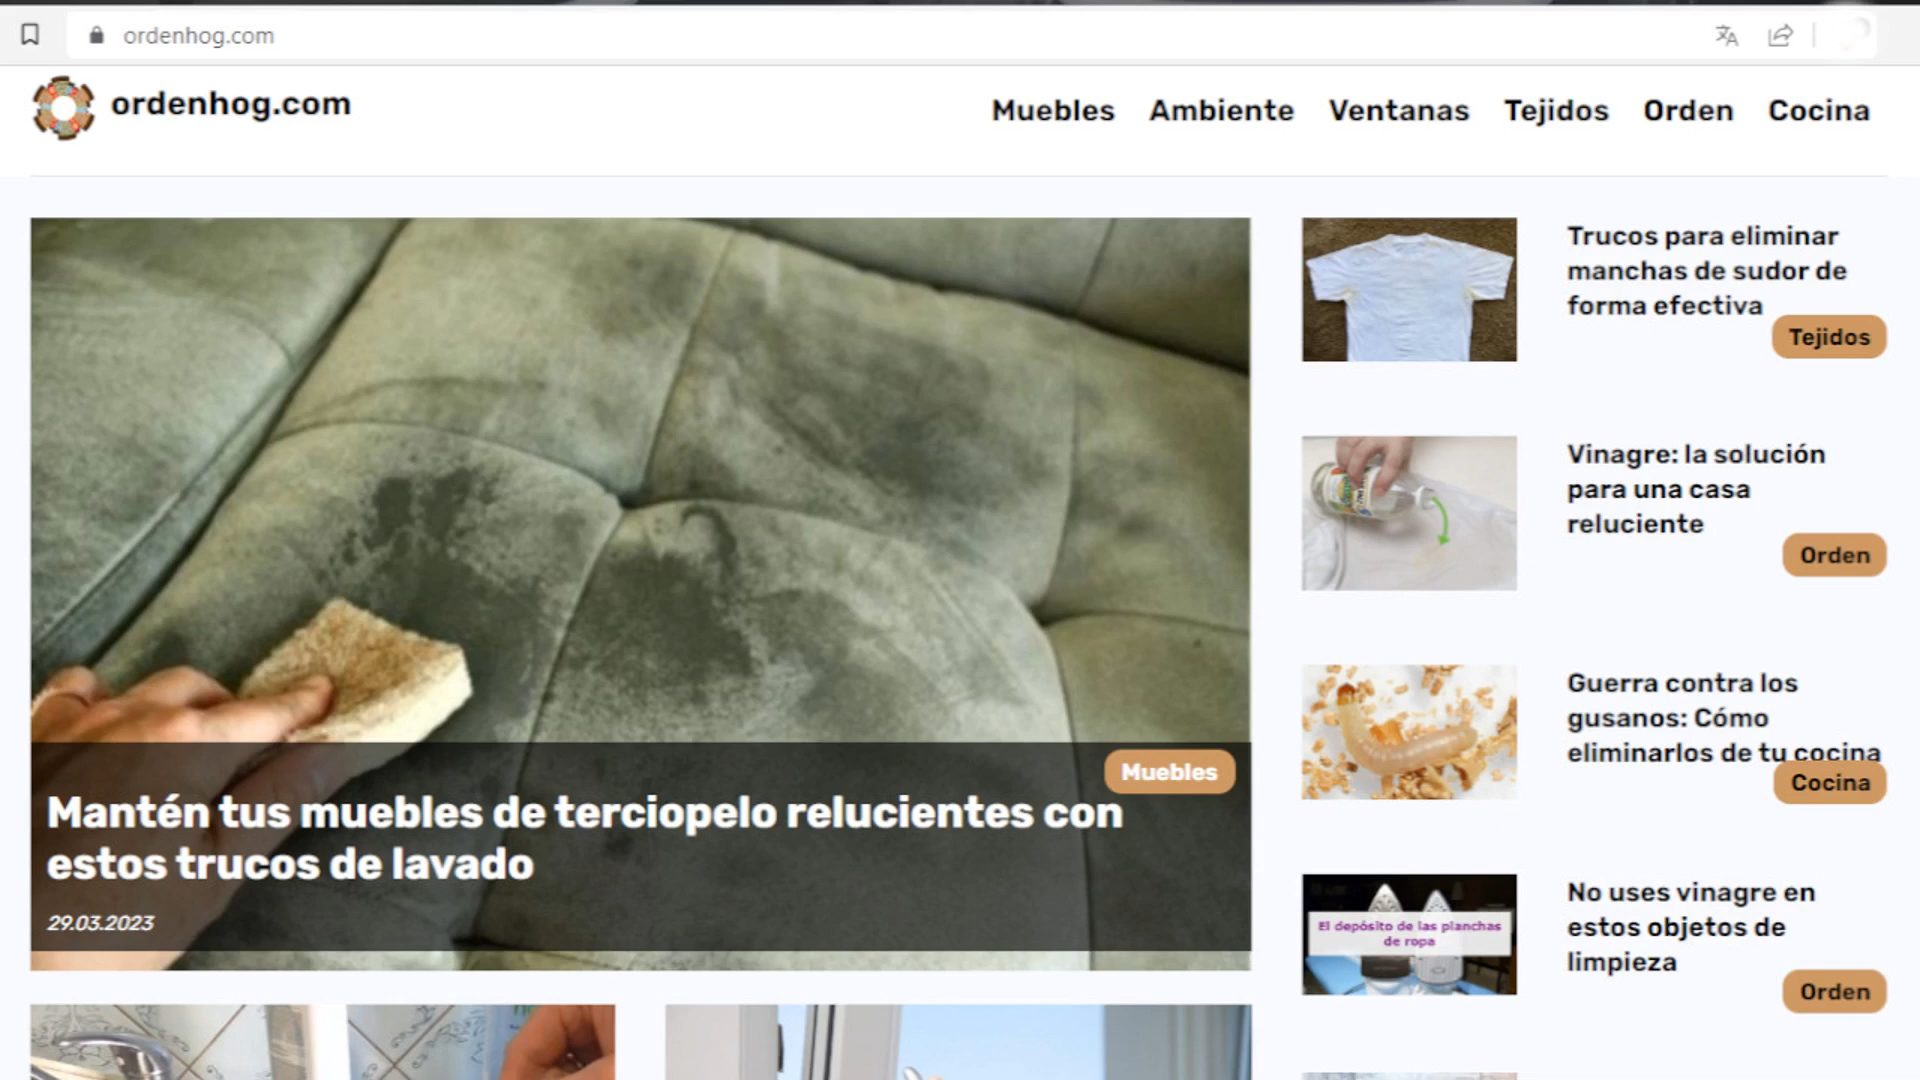 ordenhog.com
ordenhog.com
Muebles Ambiente Ventanas Tejidos Orden Cocina
Muebles
Mantén tus muebles de terciopelo relucientes con
estos trucos de lavado
29.03.2023
Trucos para eliminar
manchas de sudor de
forma efectiva
Tejidos
Vinagre: la solución
para una casa
reluciente
Orden
Guerra contra los
gusanos: Cómo
eliminarlos de tu cocina
Cocina
El depósito de las planchas
de ropa
No uses vinagre en
estos objetos de
limpieza
Orden